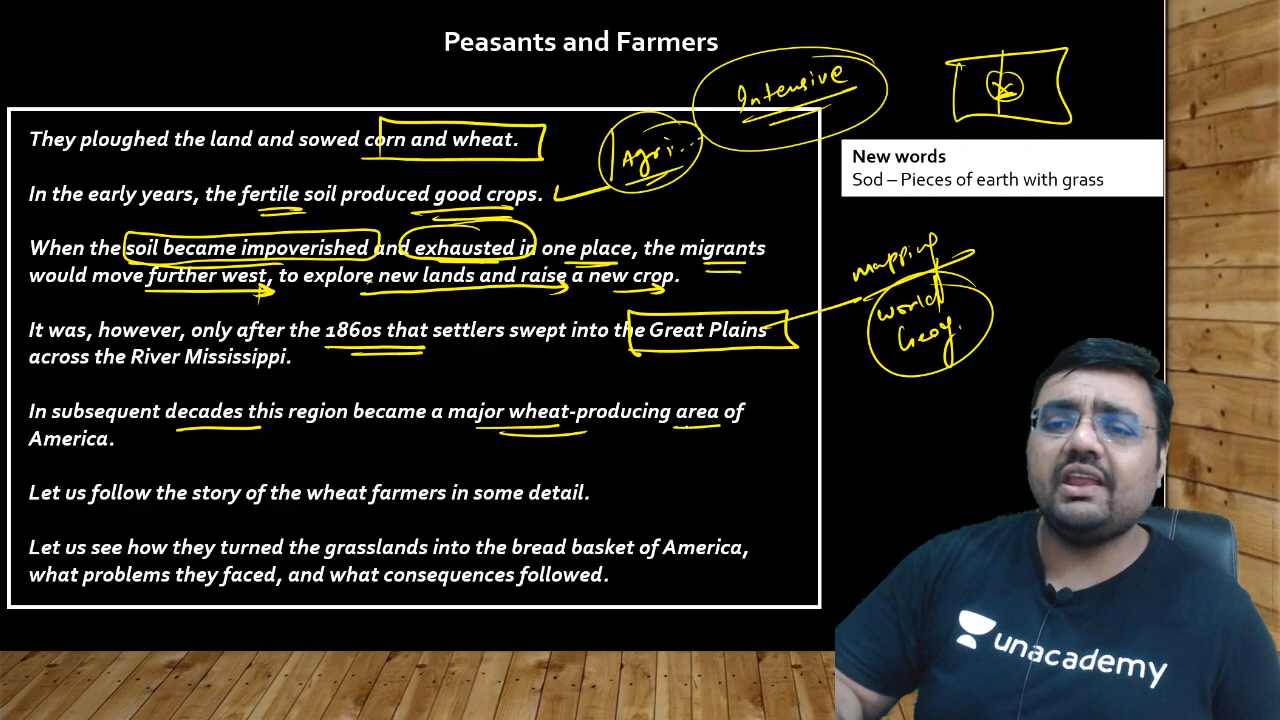 Peasants and Farmers
Intensive
Agri...
They ploughed the land and sowed corn and wheat.
New words
Sod – Pieces of earth with grass
In the early years, the fertile soil produced good crops.
When the soil became impoverished and exhausted in one place, the migrants
would move further west, to explore new lands and raise a new crop.
mapping
world
Geog.
It was, however, only after the 1860s that settlers swept into the Great Plains
across the River Mississippi.
In subsequent decades this region became a major wheat-producing area of
America.
Let us follow the story of the wheat farmers in some detail.
Let us see how they turned the grasslands into the bread basket of America,
what problems they faced, and what consequences followed.
unacademy